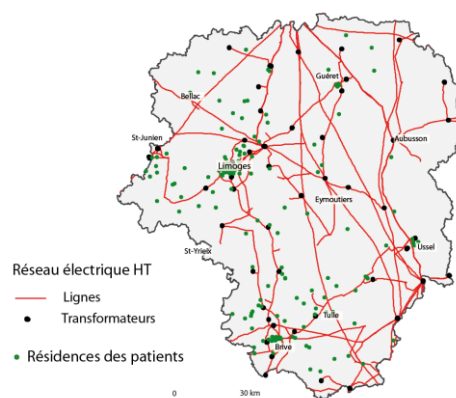 Guéret
Bellac
St-Junien
Aubusson
Limoges
Eymoutiers
St-Yrieix
Ussel
Réseau électrique HT
Lignes
Transformateurs
Tulle
Résidences des patients
Brive
0 30 km